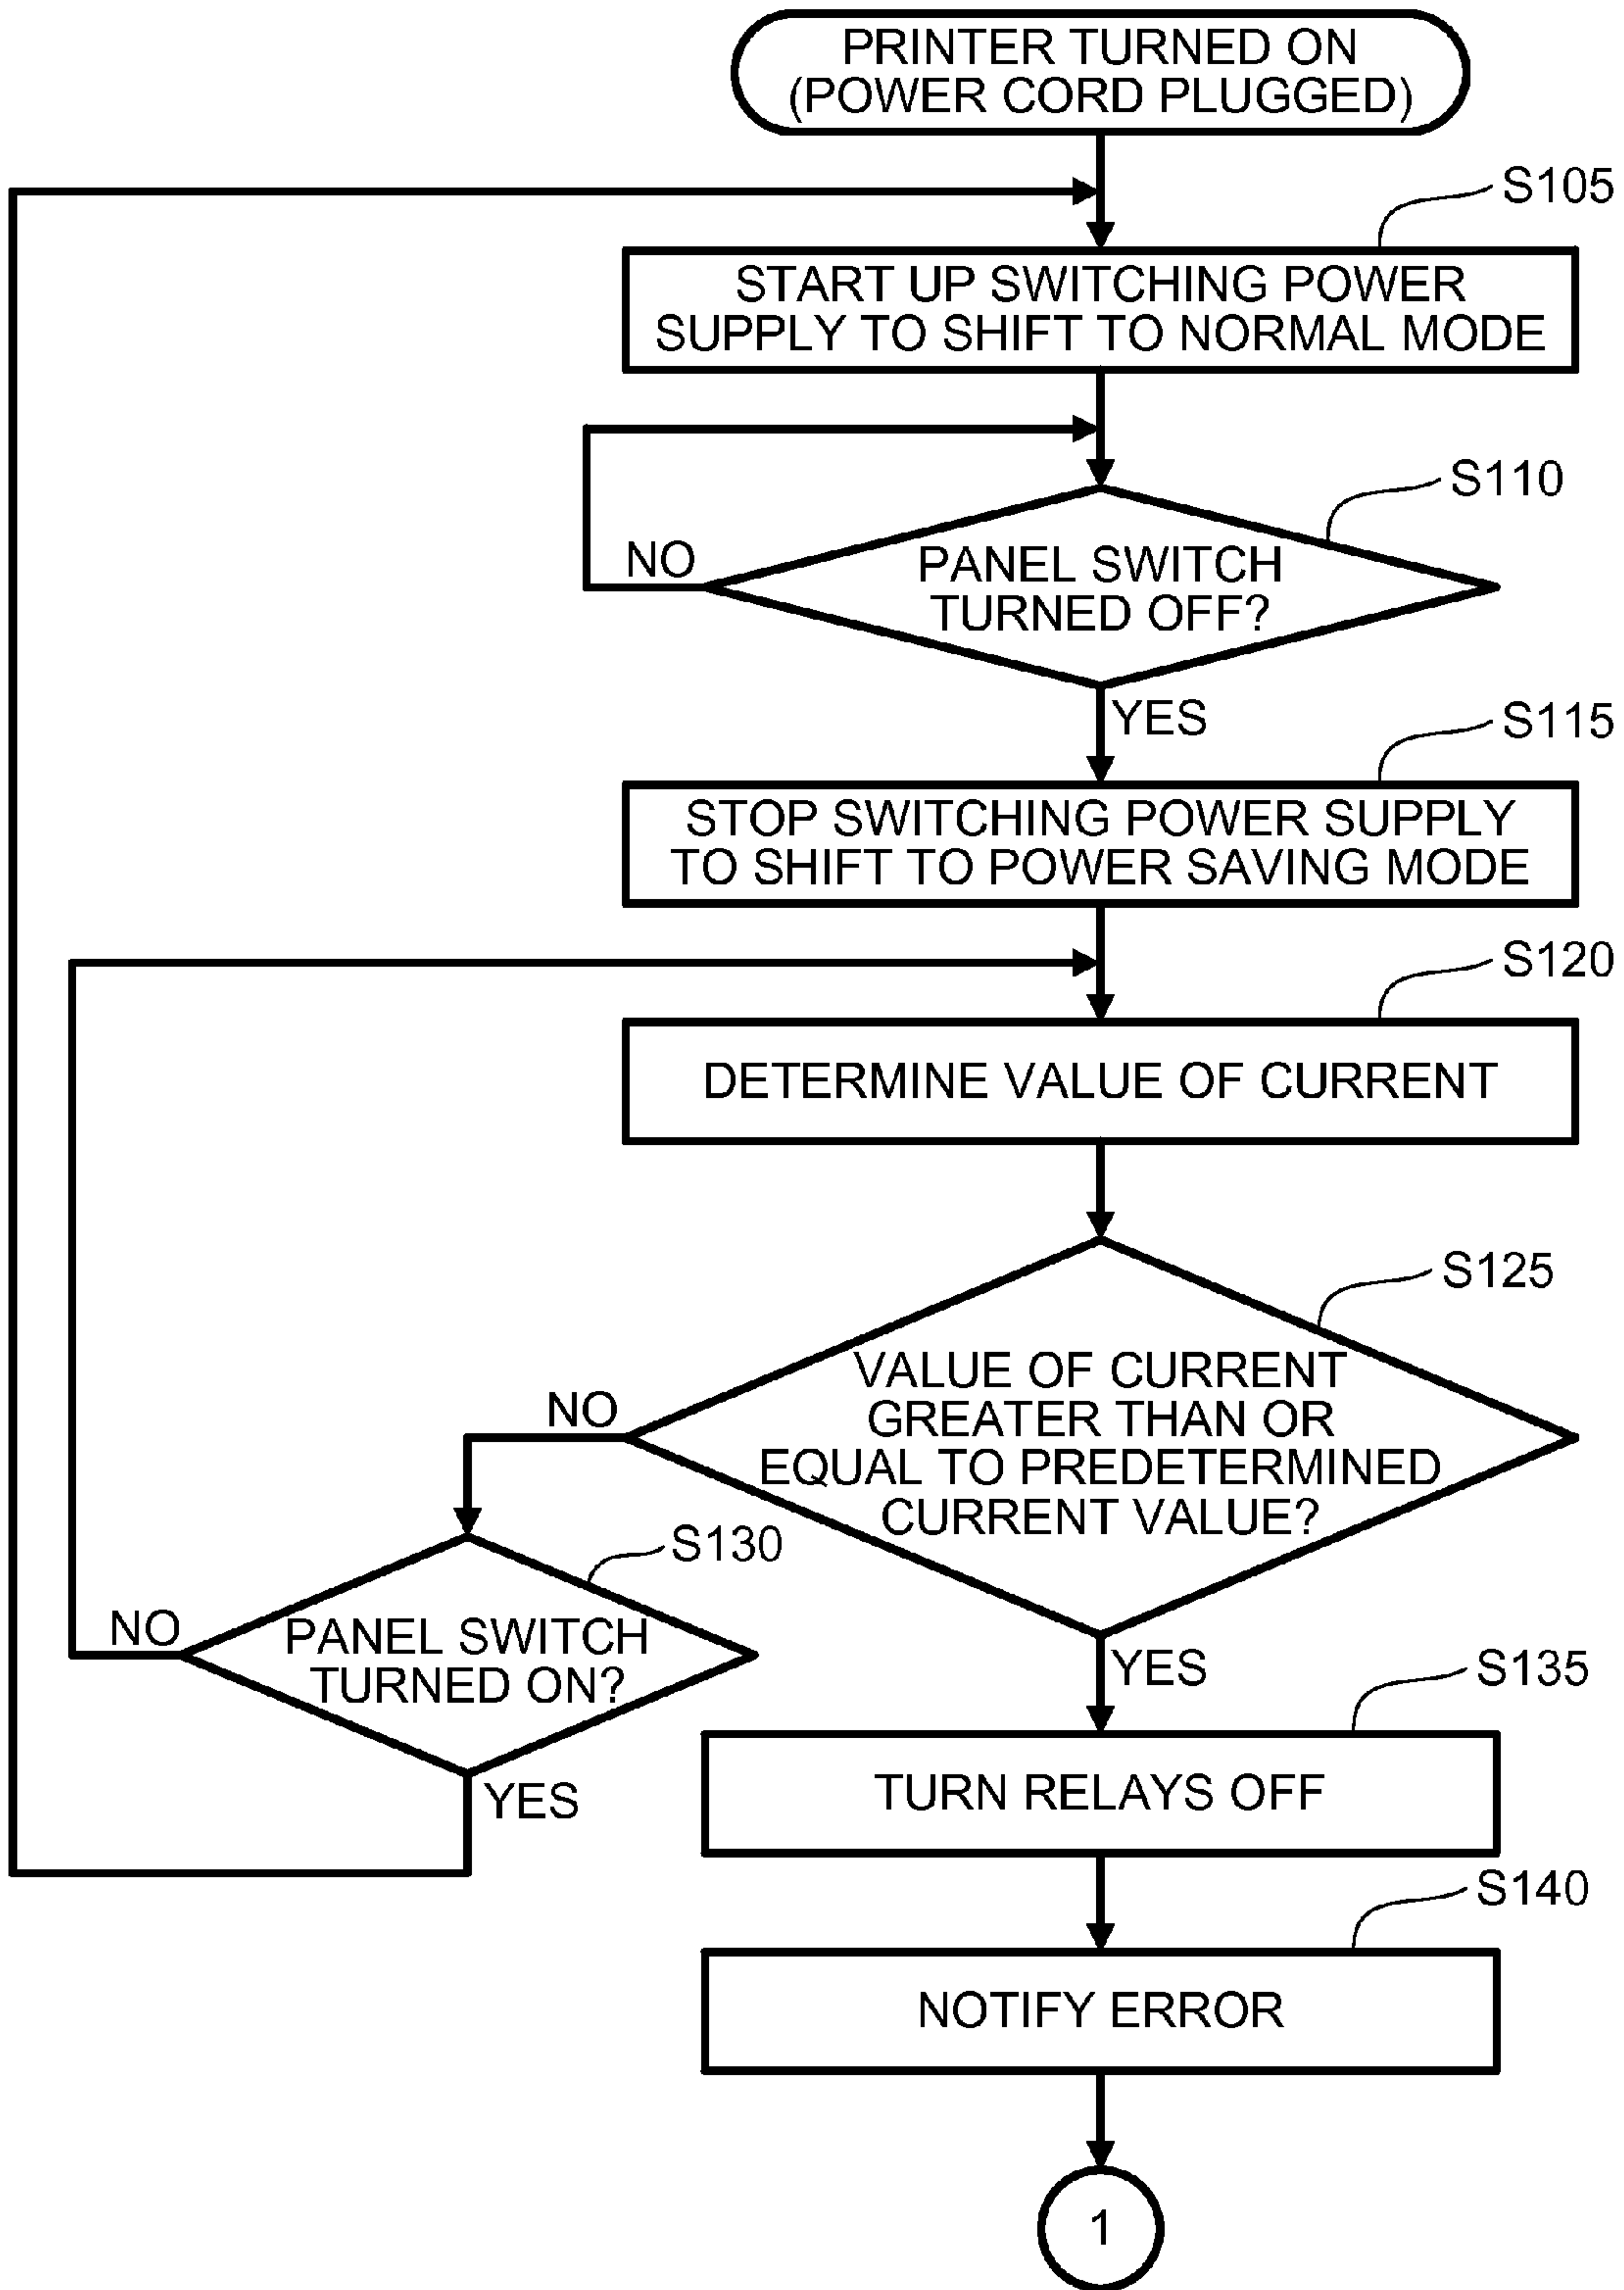 PRINTER TURNED ON
(POWER CORD PLUGGED)
S105
START UP SWITCHING POWER
SUPPLY TO SHIFT TO NORMAL MODE
S110
NO
PANEL SWITCH
TURNED OFF?
YES
S115
STOP SWITCHING POWER SUPPLY
TO SHIFT TO POWER SAVING MODE
S120
DETERMINE VALUE OF CURRENT
S125
NO
VALUE OF CURRENT
GREATER THAN OR
EQUAL TO PREDETERMINED
CURRENT VALUE?
S130
NO
PANEL SWITCH
TURNED ON?
YES
YES
S135
TURN RELAYS OFF
S140
NOTIFY ERROR
1